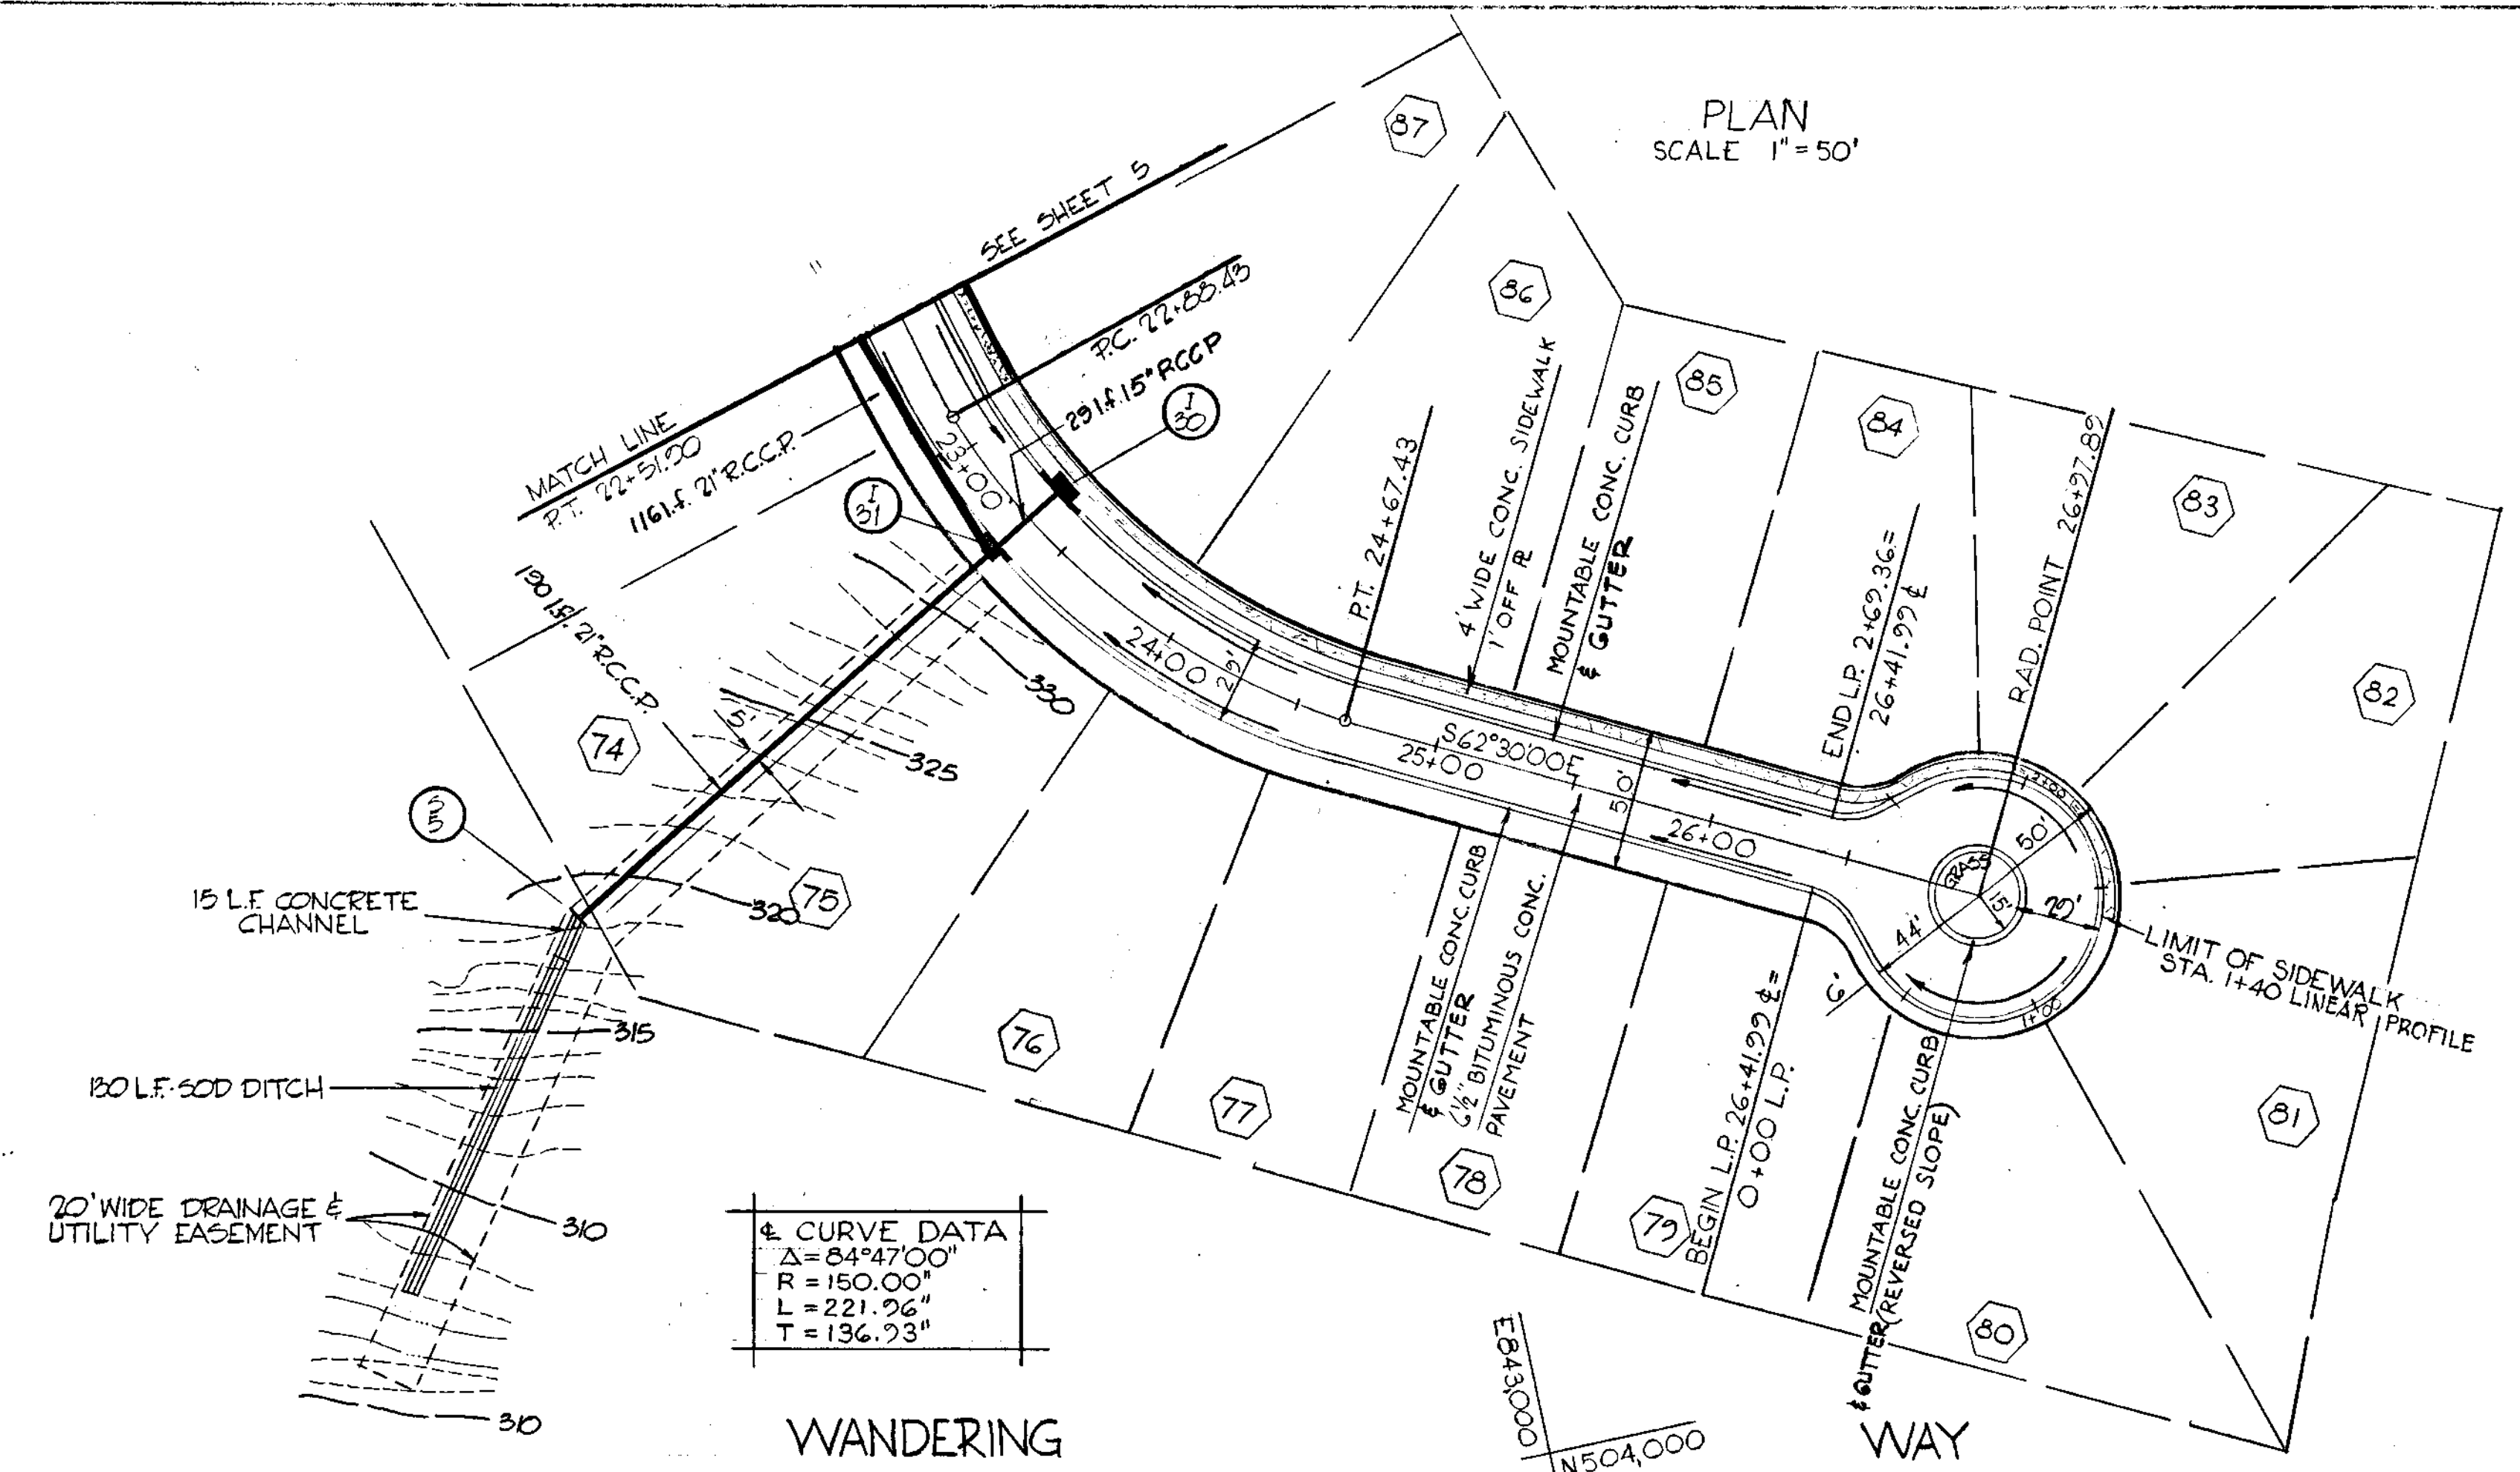 PLAN
SCALE 1"=50'
87
SEE SHEET 5
MATCH LINE
P.T. 22+51.90
116 l.f. 21" R.C.C.P.
P.C. 22+88.43
29 l.f. 15" RCCP
I
30
I
31
23+00
86
85
84
83
82
4' WIDE CONC. SIDEWALK
1' OFF ⅊
MOUNTABLE CONC. CURB
& GUTTER
P.T. 24+67.43
END L.P. 2+69.36=
26+41.99 ℄
RAD. POINT 26+97.89
190 l.f. 21" R.C.C.P.
5'
74
330
325
24+00
29'
S62°30'00E
25+00
50'
26+00
2+00
50'
GRASS
15'
29'
44'
6'
1+00
LIMIT OF SIDEWALK
STA. 1+40 LINEAR PROFILE
S
5
15 L.F. CONCRETE
CHANNEL
320
75
315
130 L.F. SOD DITCH
76
77
78
79
80
81
MOUNTABLE CONC. CURB
& GUTTER
6½" BITUMINOUS CONC.
PAVEMENT
BEGIN L.P. 26+41.99 ℄=
0+00 L.P.
MOUNTABLE CONC. CURB
& GUTTER (REVERSED SLOPE)
20' WIDE DRAINAGE &
UTILITY EASEMENT
310
℄ CURVE DATA
Δ=84°47'00"
R=150.00"
L=221.96"
T=136.93"
310
E843,000
N504,000
WANDERING WAY